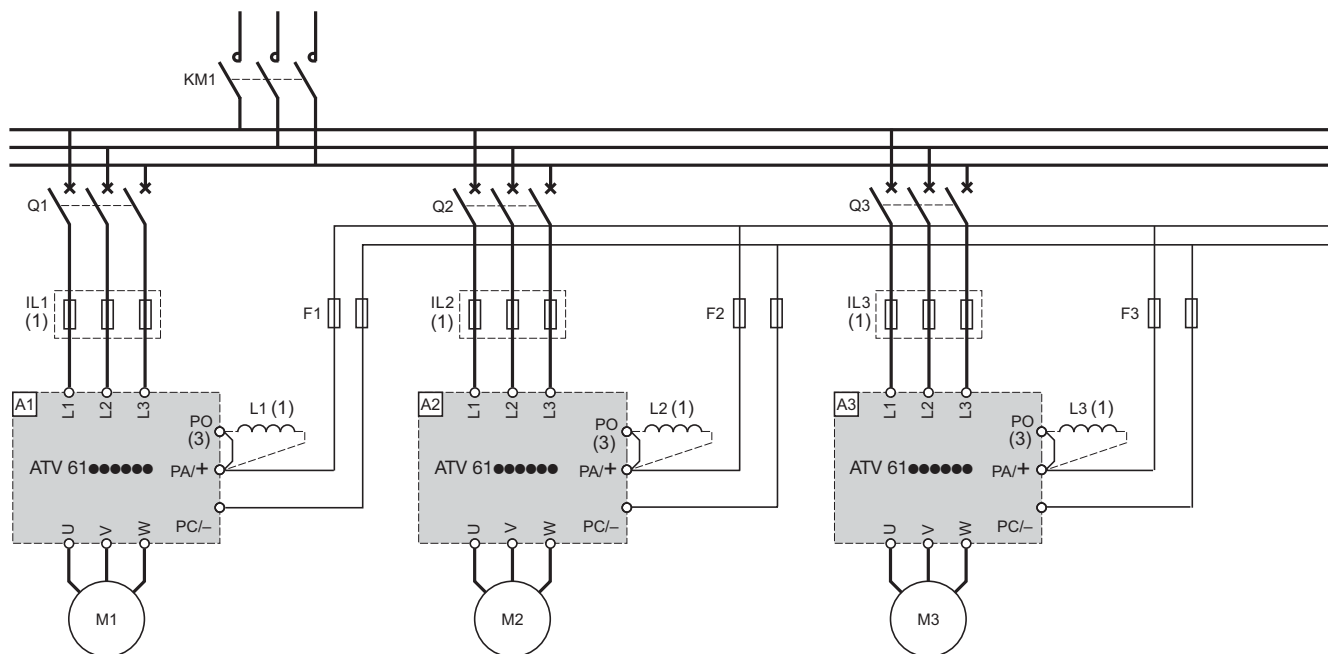 KM1
Q1
Q2
Q3
IL1
(1)
F1
IL2
(1)
F2
IL3
(1)
F3
A1
L1
L2
L3
PO
(3)
L1 (1)
ATV 61●●●●●●
PA/+
PC/–
U
V
W
M1
A2
L1
L2
L3
PO
(3)
L2 (1)
ATV 61●●●●●●
PA/+
PC/–
U
V
W
M2
A3
L1
L2
L3
PO
(3)
L3 (1)
ATV 61●●●●●●
PA/+
PC/–
U
V
W
M3